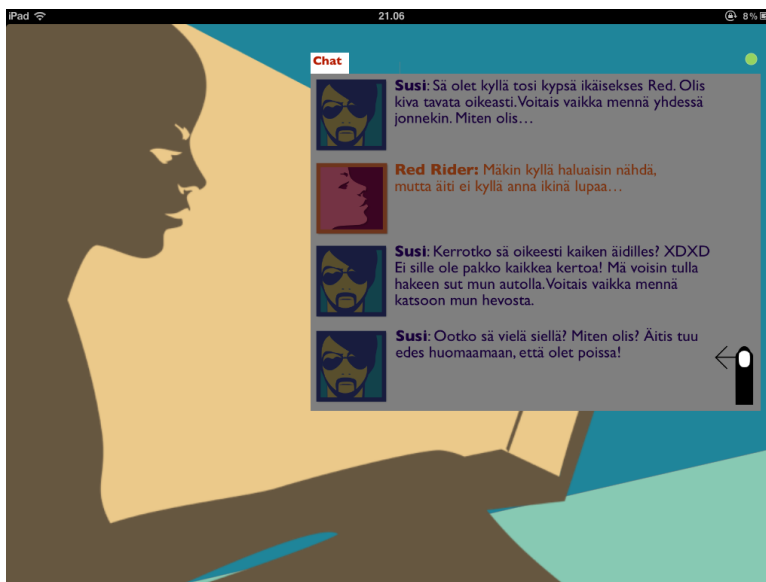 iPad
21.06
8%
Chat
Susi: Sä olet kyllä tosi kypsä ikäisekses Red. Olis
kiva tavata oikeasti. Voitais vaikka mennä yhdessä
jonnekin. Miten olis…
Red Rider: Mäkin kyllä haluaisin nähdä,
mutta äiti ei kyllä anna ikinä lupaa…
Susi: Kerrotko sä oikeesti kaiken äidilles? XDXD
Ei sille ole pakko kaikkea kertoa! Mä voisin tulla
hakeen sut mun autolla. Voitais vaikka mennä
katsoon mun hevosta.
Susi: Ootko sä vielä siellä? Miten olis? Äitis tuu
edes huomaamaan, että olet poissa!